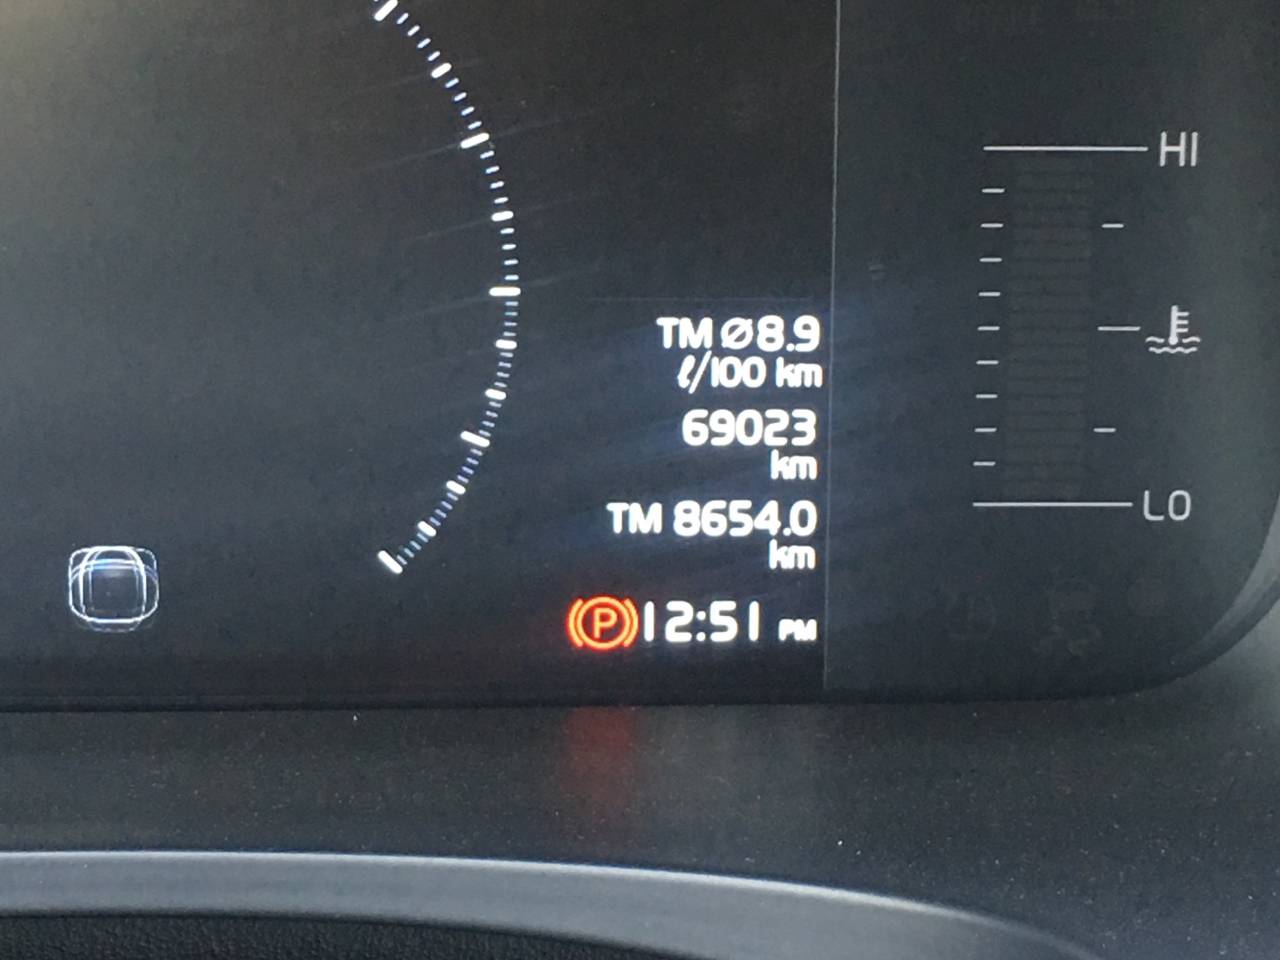 HI
TM Ø8.9
ℓ/100 km
69023
km
TM 8654.0
km
LO
P 12:51 PM